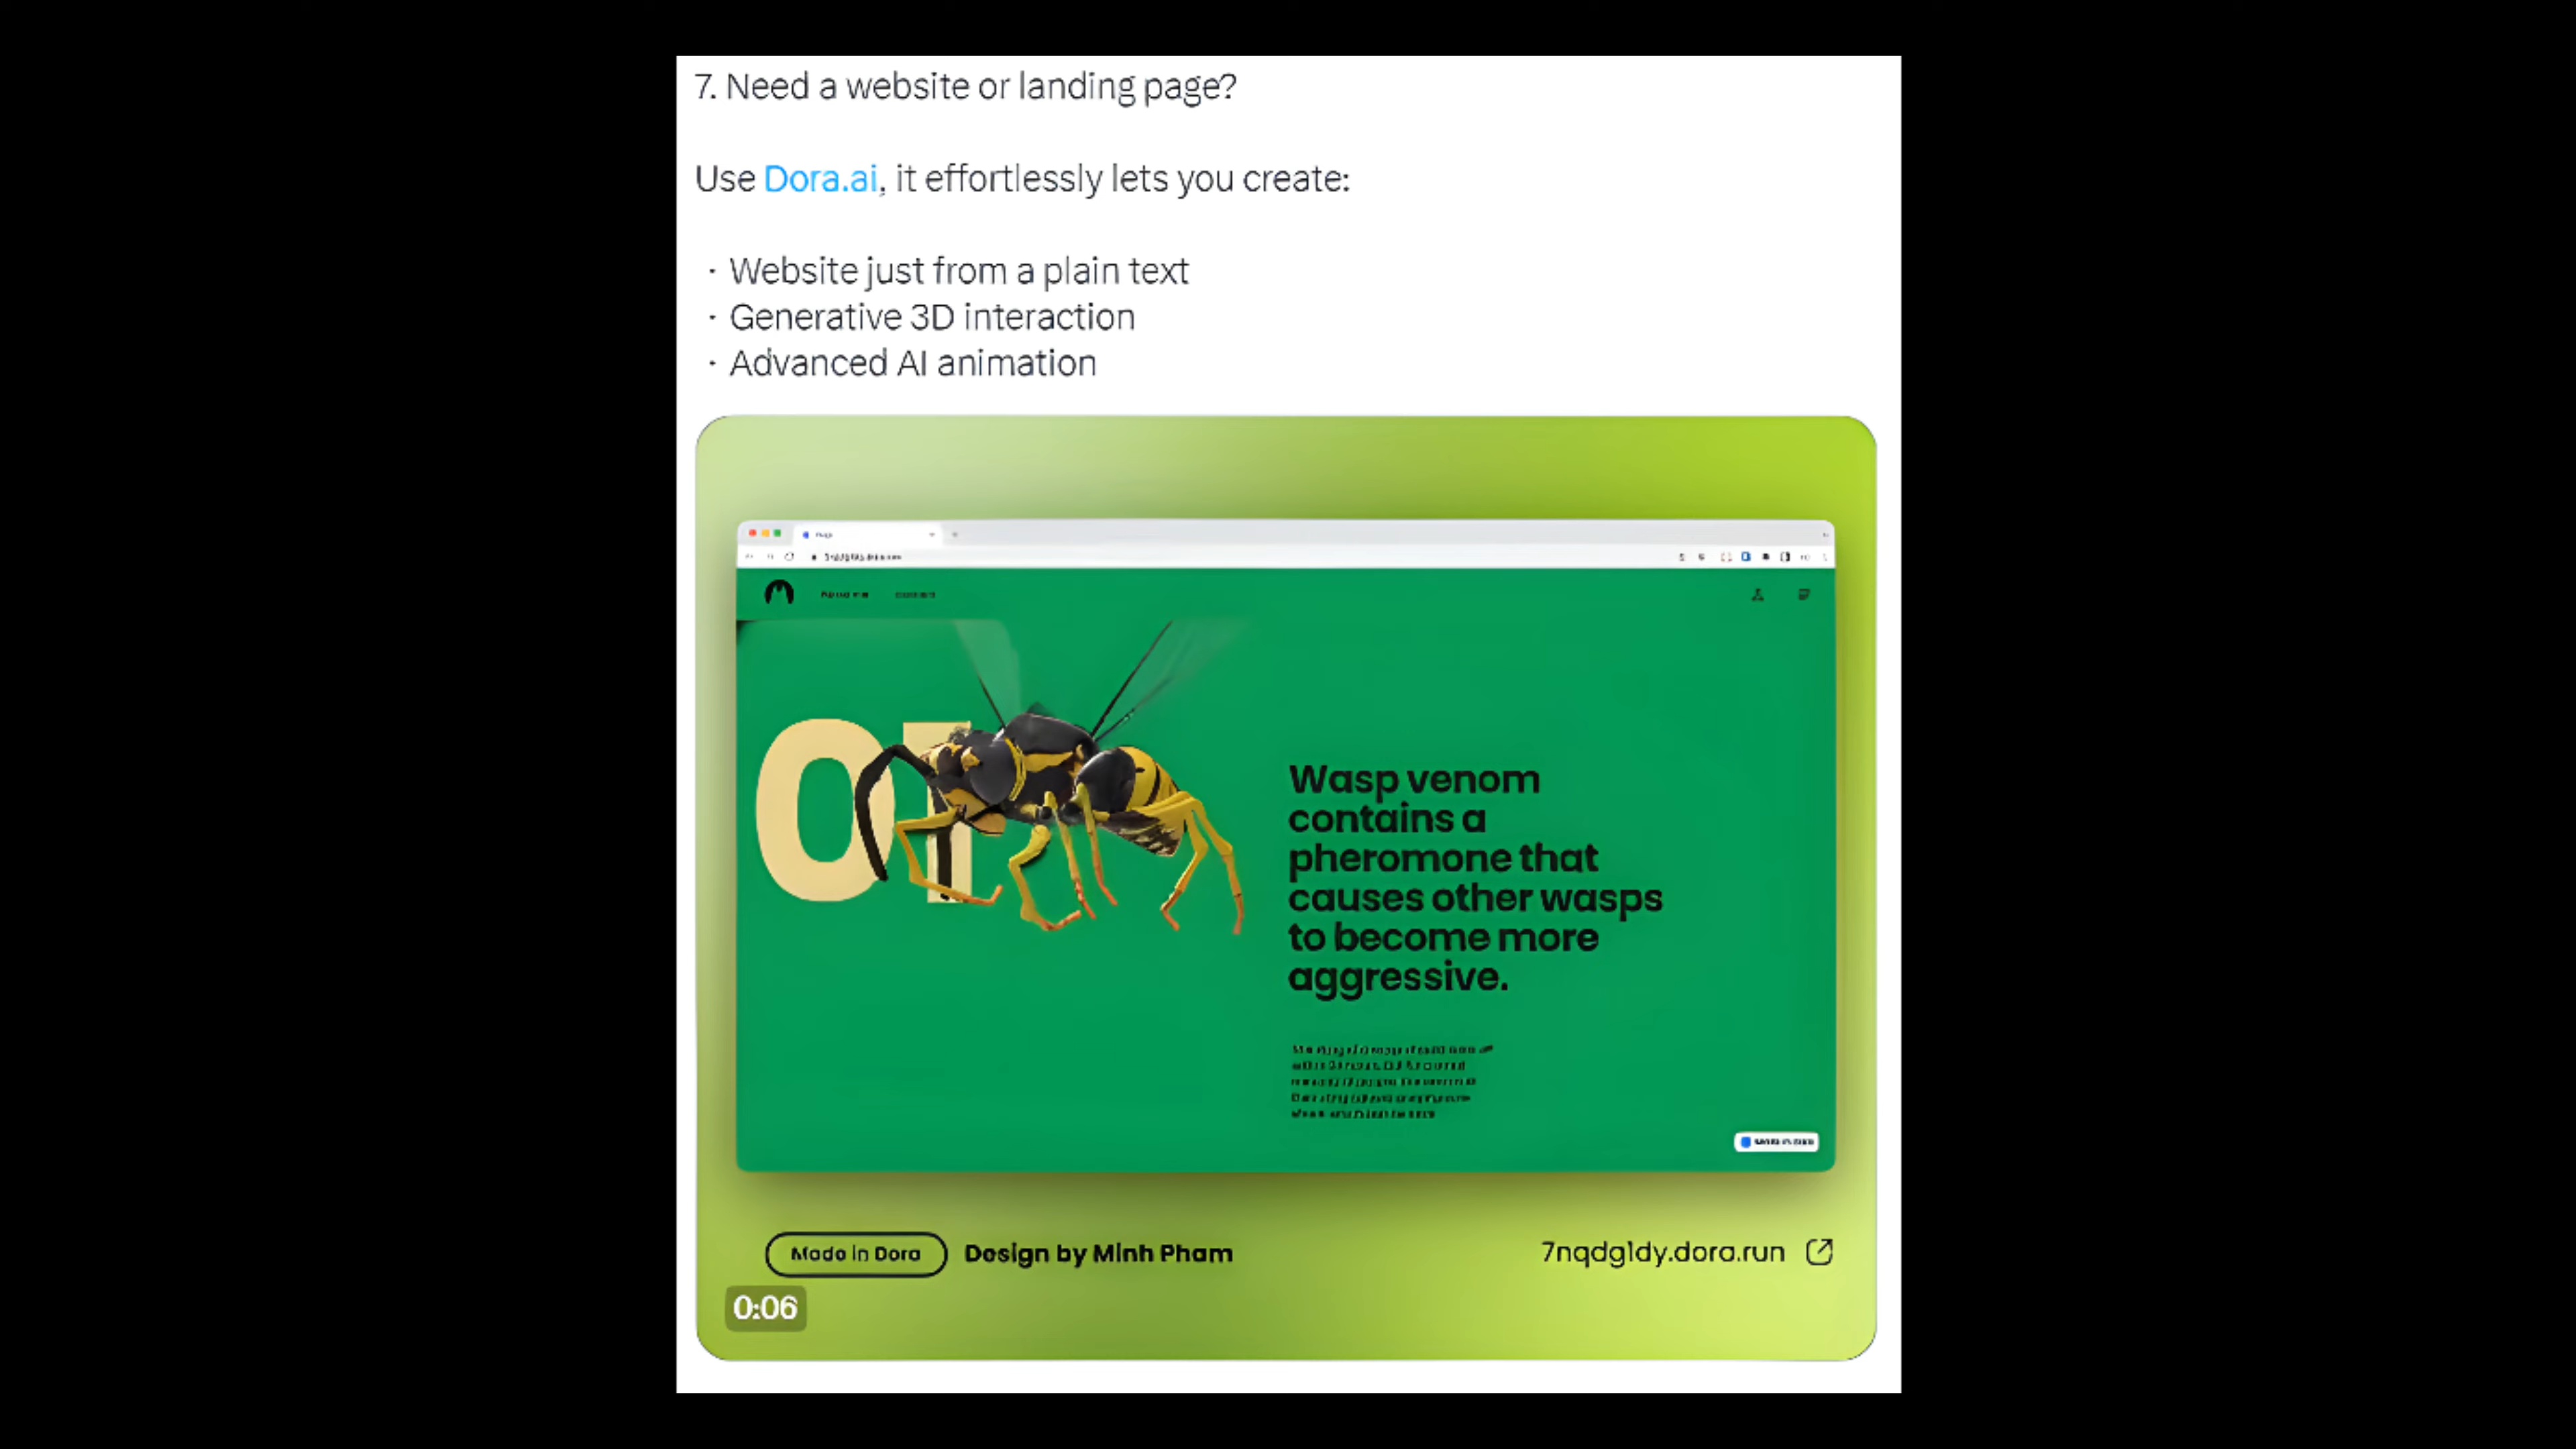 7. Need a website or landing page?
Use Dora.ai, it effortlessly lets you create:
· Website just from a plain text
· Generative 3D interaction
· Advanced AI animation
01
Wasp venom
contains a
pheromone that
causes other wasps
to become more
aggressive.
Made in Dora
Design by Minh Pham
7nqdg1dy.dora.run
0:06